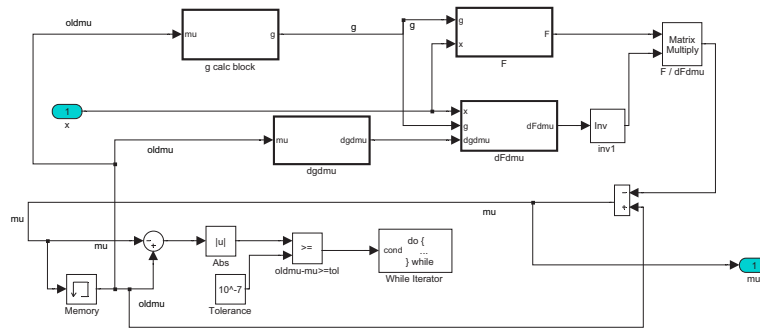 oldmu
mu
g
g calc block
g
g
g
x
F
F
Matrix
Multiply
F / dFdmu
1
x
x
g
dgdmu
dFdmu
dFdmu
Inv
inv1
oldmu
mu
dgdmu
dgdmu
mu
mu
mu
−
+
−
+
|u|
Abs
>=
oldmu-mu>=tol
cond
do {
...
} while
While Iterator
1
mu
Memory
oldmu
10^-7
Tolerance